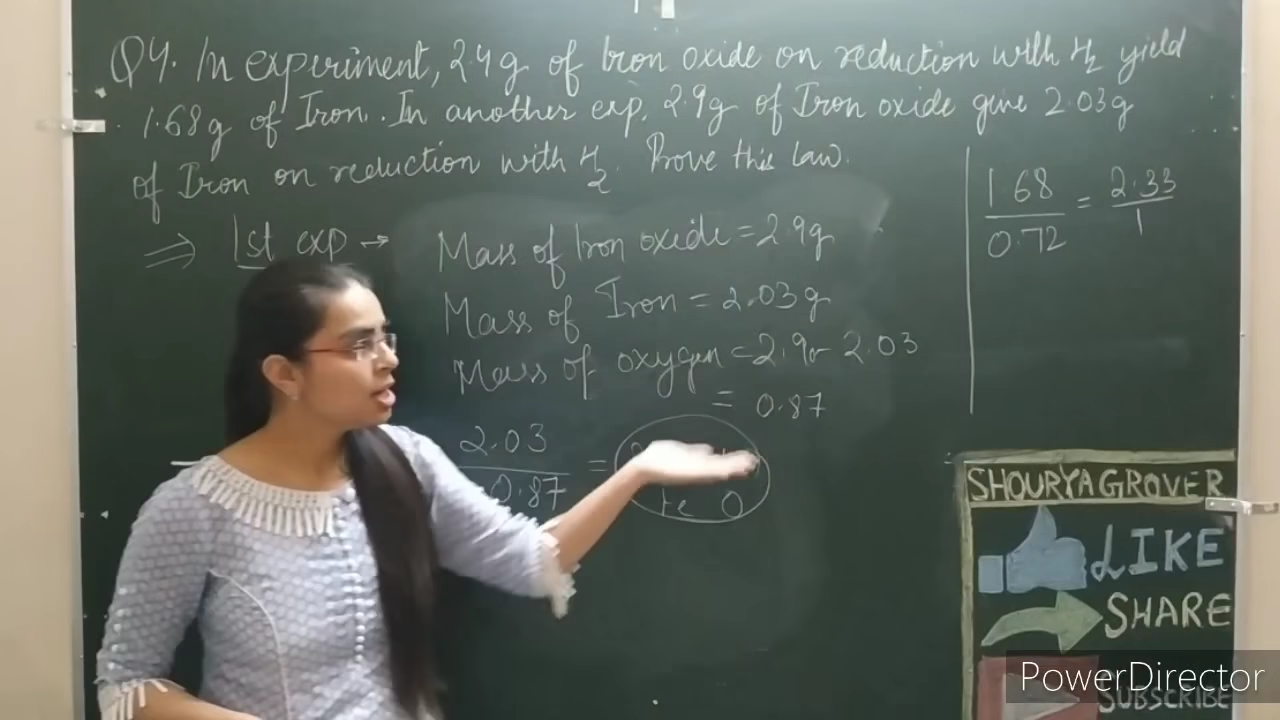 Q4. In experiment, 2.4g of Iron oxide on reduction with H2 yield
1.68g of Iron. In another exp. 2.9g of Iron oxide give 2.03g
of Iron on reduction with H2. Prove this law.
⇒ 1st exp → Mass of Iron oxide = 2.9g
Mass of Iron = 2.03g
Mass of oxygen = 2.9 2.03
= 0.87
2.03
0.87
=
Fe O
1.68 = 2.33
0.72 1
SHOURYA GROVER
LIKE
SHARE
SUBSCRIBE
PowerDirector